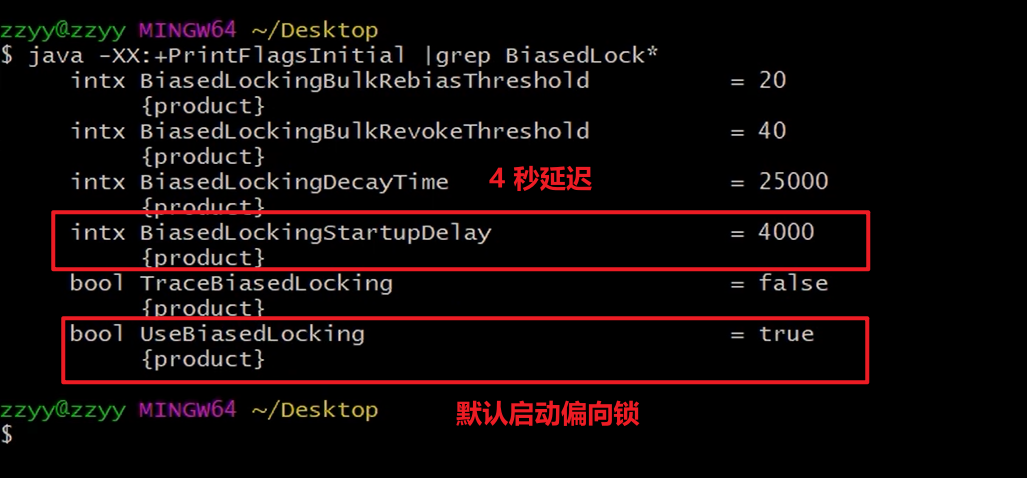 zzyy@zzyy MINGW64 ~/Desktop
$ java -XX:+PrintFlagsInitial |grep BiasedLock*
intx BiasedLockingBulkRebiasThreshold = 20
{product}
intx BiasedLockingBulkRevokeThreshold = 40
{product}
intx BiasedLockingDecayTime 4 秒延迟 = 25000
{product}
intx BiasedLockingStartupDelay = 4000
{product}
bool TraceBiasedLocking = false
{product}
bool UseBiasedLocking = true
{product}
zzyy@zzyy MINGW64 ~/Desktop
默认启动偏向锁
$